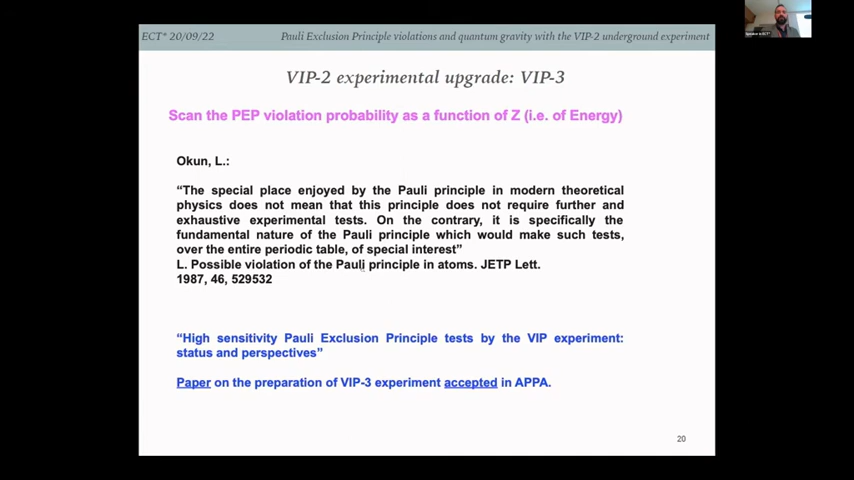 ECT* 20/09/22 Pauli Exclusion Principle violations and quantum gravity with the VIP-2 underground experiment
VIP-2 experimental upgrade: VIP-3
Scan the PEP violation probability as a function of Z (i.e. of Energy)
Okun, L.:
“The special place enjoyed by the Pauli principle in modern theoretical
physics does not mean that this principle does not require further and
exhaustive experimental tests. On the contrary, it is specifically the
fundamental nature of the Pauli principle which would make such tests,
over the entire periodic table, of special interest”
L. Possible violation of the Pauli principle in atoms. JETP Lett.
1987, 46, 529532
“High sensitivity Pauli Exclusion Principle tests by the VIP experiment:
status and perspectives”
Paper on the preparation of VIP-3 experiment accepted in APPA.
20